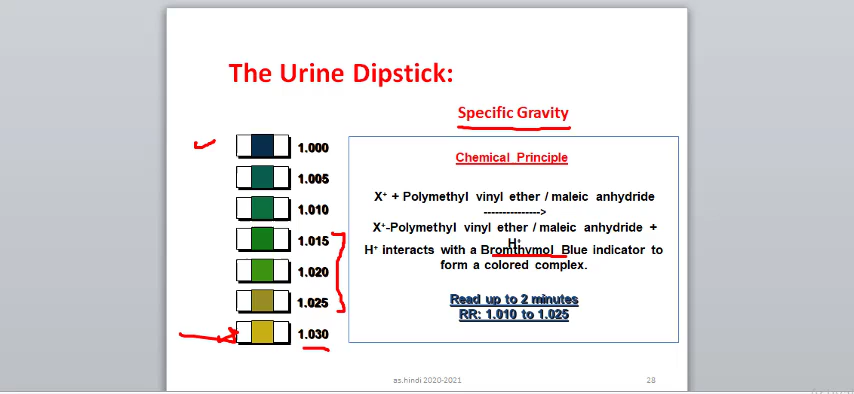 The Urine Dipstick:
Specific Gravity
1.000
1.005
1.010
1.015
1.020
1.025
1.030
Chemical Principle
X⁺ + Polymethyl vinyl ether / maleic anhydride
--------------->
X⁺-Polymethyl vinyl ether / maleic anhydride +
H⁺
H⁺ interacts with a Bromthymol Blue indicator to
form a colored complex.
Read up to 2 minutes
RR: 1.010 to 1.025
as.hindi 2020-2021
28